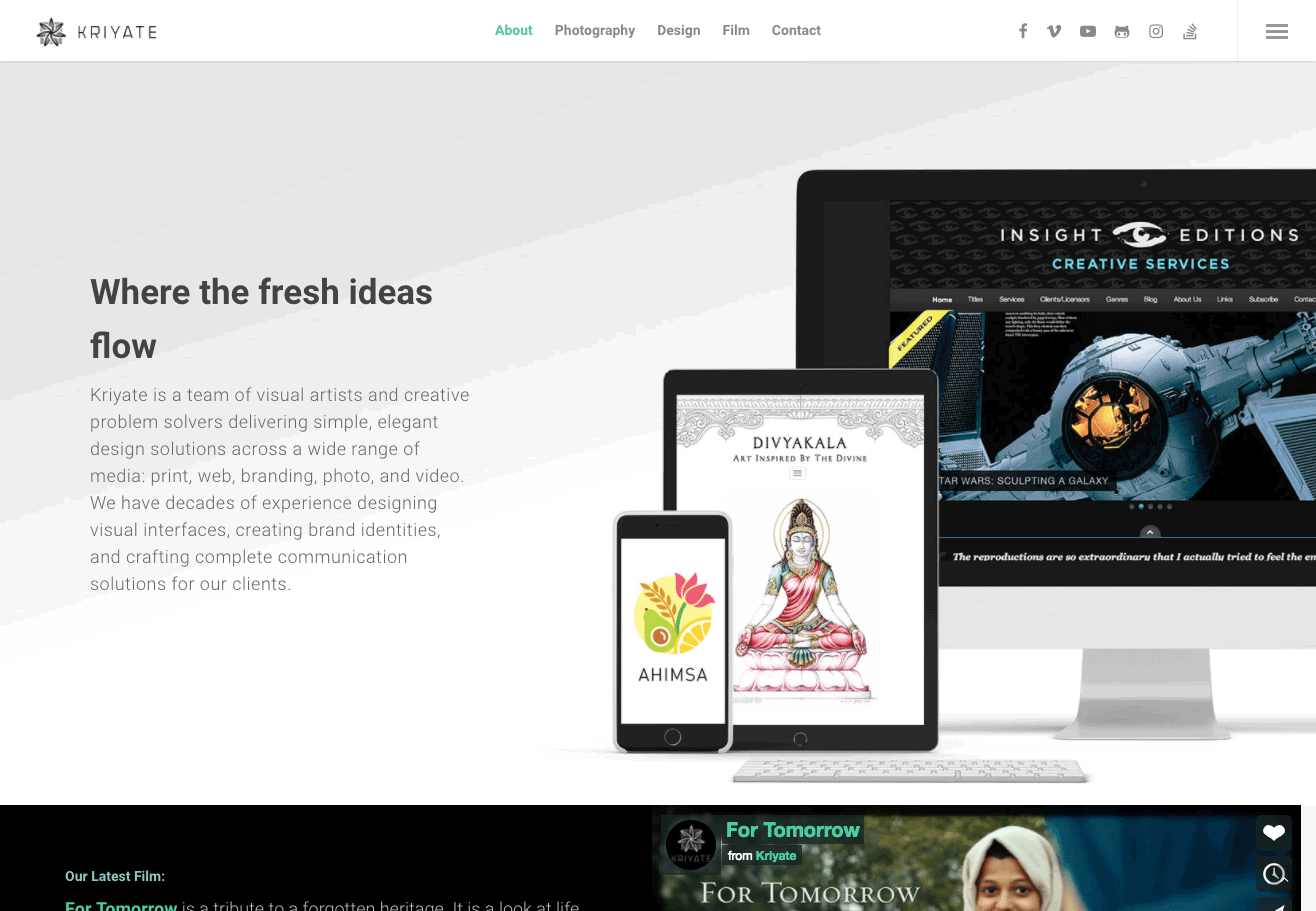 KRIYATE
About Photography Design Film Contact
INSIGHT EDITIONS
CREATIVE SERVICES
Home Titles Services Clients/Licensors Genres Blog About Us Links Subscribe Contac
FEATURED
TAR WARS: SCULPTING A GALAXY
The reproductions are so extraordinary that I actually tried to feel the em
Where the fresh ideas
flow
Kriyate is a team of visual artists and creative
problem solvers delivering simple, elegant
design solutions across a wide range of
media: print, web, branding, photo, and video.
We have decades of experience designing
visual interfaces, creating brand identities,
and crafting complete communication
solutions for our clients.
DIVYAKALA
ART INSPIRED BY THE DIVINE
AHIMSA
Our Latest Film:
For Tomorrow is a tribute to a forgotten heritage. It is a look at life
KRIYATE
For Tomorrow
from Kriyate
FOR TOMORROW